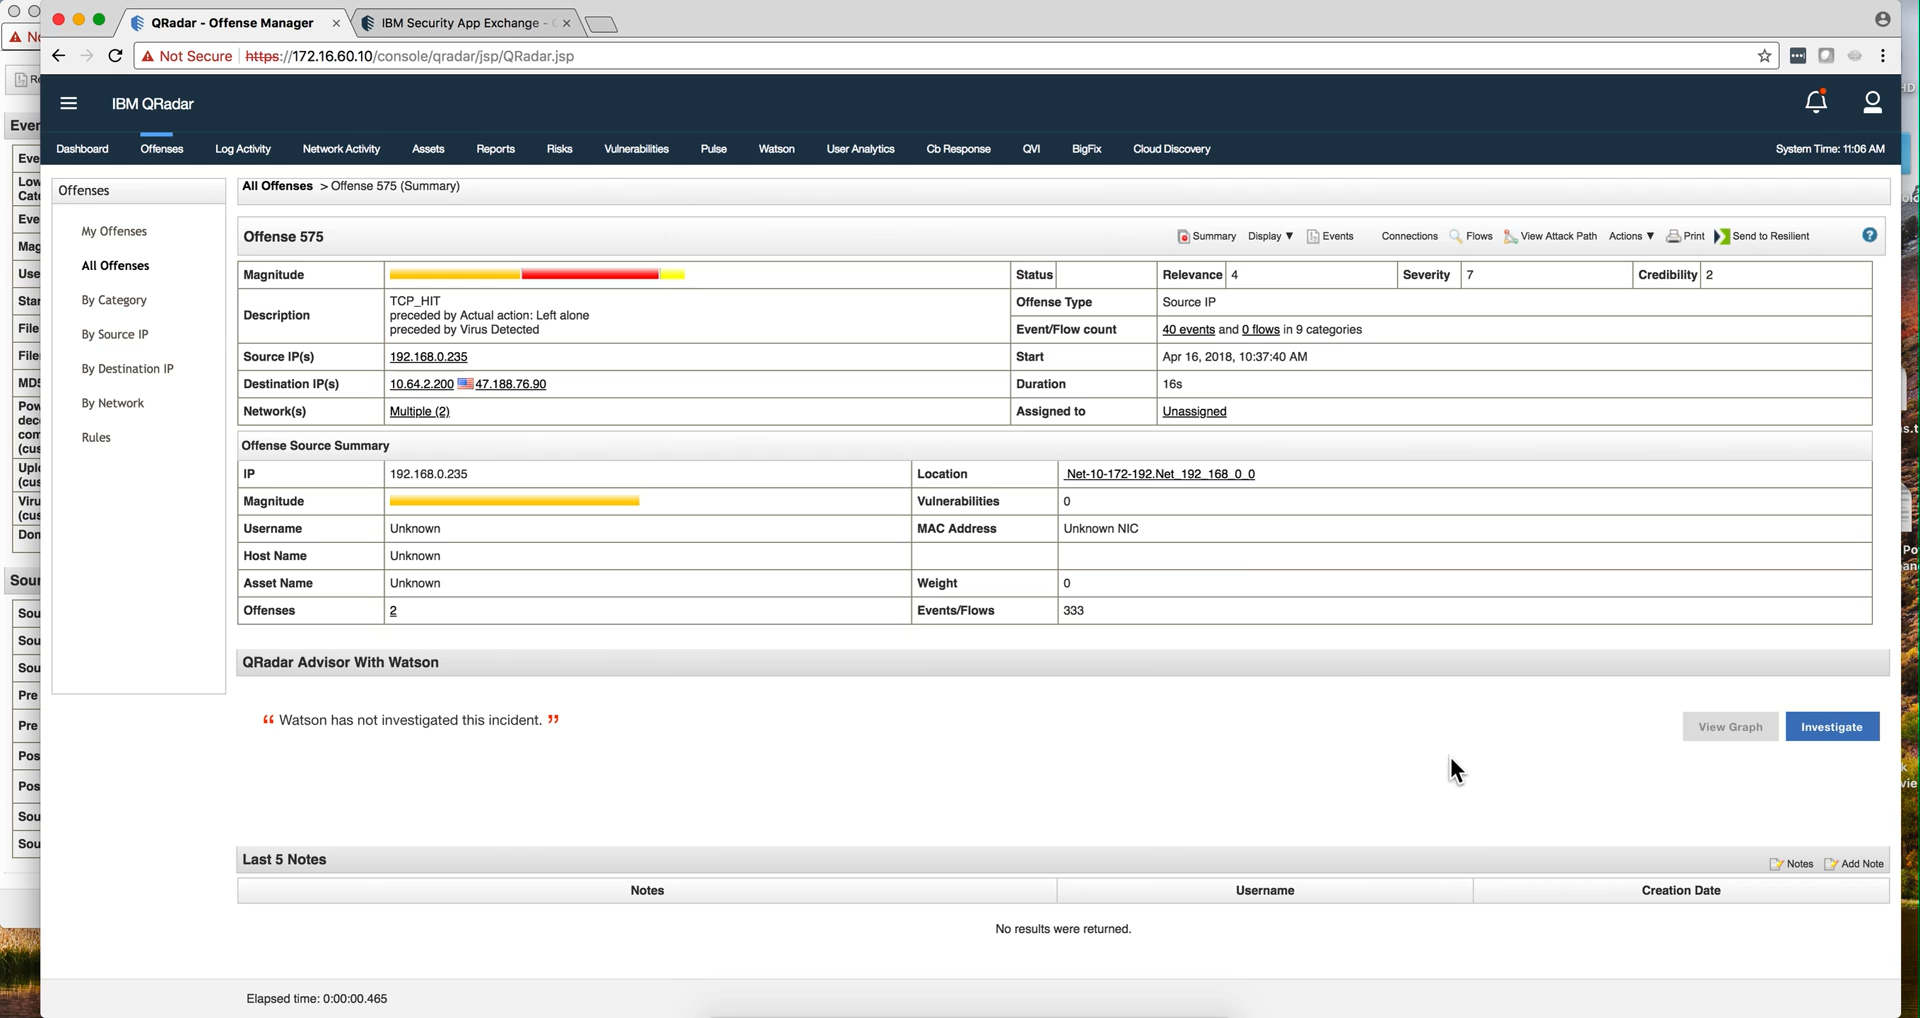 QRadar - Offense Manager
IBM Security App Exchange -
Not Secure https://172.16.60.10/console/qradar/jsp/QRadar.jsp
IBM QRadar
Dashboard Offenses Log Activity Network Activity Assets Reports Risks Vulnerabilities Pulse Watson User Analytics Cb Response QVI BigFix Cloud Discovery System Time: 11:06 AM
Offenses
My Offenses
All Offenses
By Category
By Source IP
By Destination IP
By Network
Rules
All Offenses > Offense 575 (Summary)
Offense 575 Summary Display ▼ Events Connections Flows View Attack Path Actions ▼ Print Send to Resilient ?
Magnitude Status Relevance 4 Severity 7 Credibility 2
Description
TCP_HIT
preceded by Actual action: Left alone
preceded by Virus Detected
Offense Type Source IP
Event/Flow count 40 events and 0 flows in 9 categories
Source IP(s) 192.168.0.235 Start Apr 16, 2018, 10:37:40 AM
Destination IP(s) 10.64.2.200 47.188.76.90 Duration 16s
Network(s) Multiple (2) Assigned to Unassigned
Offense Source Summary
IP 192.168.0.235 Location Net-10-172-192.Net_192_168_0_0
Magnitude Vulnerabilities 0
Username Unknown MAC Address Unknown NIC
Host Name Unknown
Asset Name Unknown Weight 0
Offenses 2 Events/Flows 333
QRadar Advisor With Watson
“ Watson has not investigated this incident. ”
View Graph Investigate
Last 5 Notes Notes Add Note
Notes Username Creation Date
No results were returned.
Elapsed time: 0:00:00.465